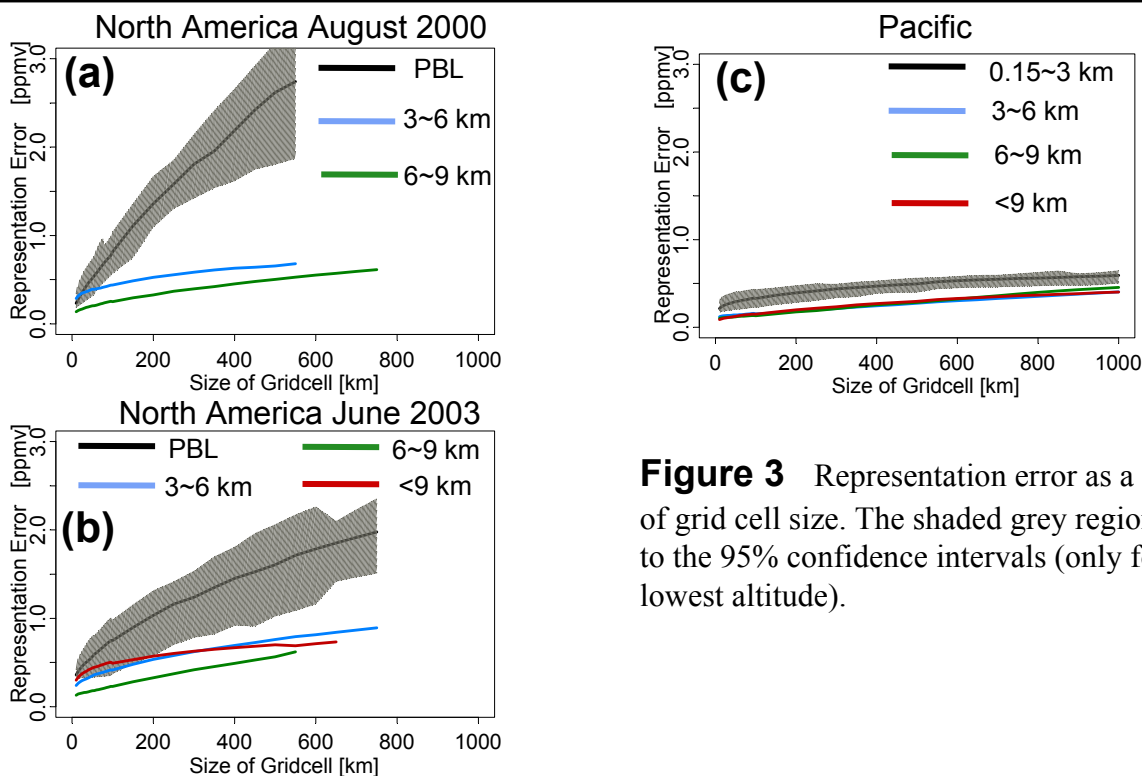 North America August 2000
(a)
PBL
3~6 km
6~9 km
Representation Error [ppmv]
0.0 1.0 2.0 3.0
0 200 400 600 800 1000
Size of Gridcell [km]
North America June 2003
(b)
PBL
3~6 km
6~9 km
<9 km
Representation Error [ppmv]
0.0 1.0 2.0 3.0
0 200 400 600 800 1000
Size of Gridcell [km]
Pacific
(c)
0.15~3 km
3~6 km
6~9 km
<9 km
Representation Error [ppmv]
0.0 1.0 2.0 3.0
0 200 400 600 800 1000
Size of Gridcell [km]
Figure 3 Representation error as a
of grid cell size. The shaded grey region
to the 95% confidence intervals (only
lowest altitude).